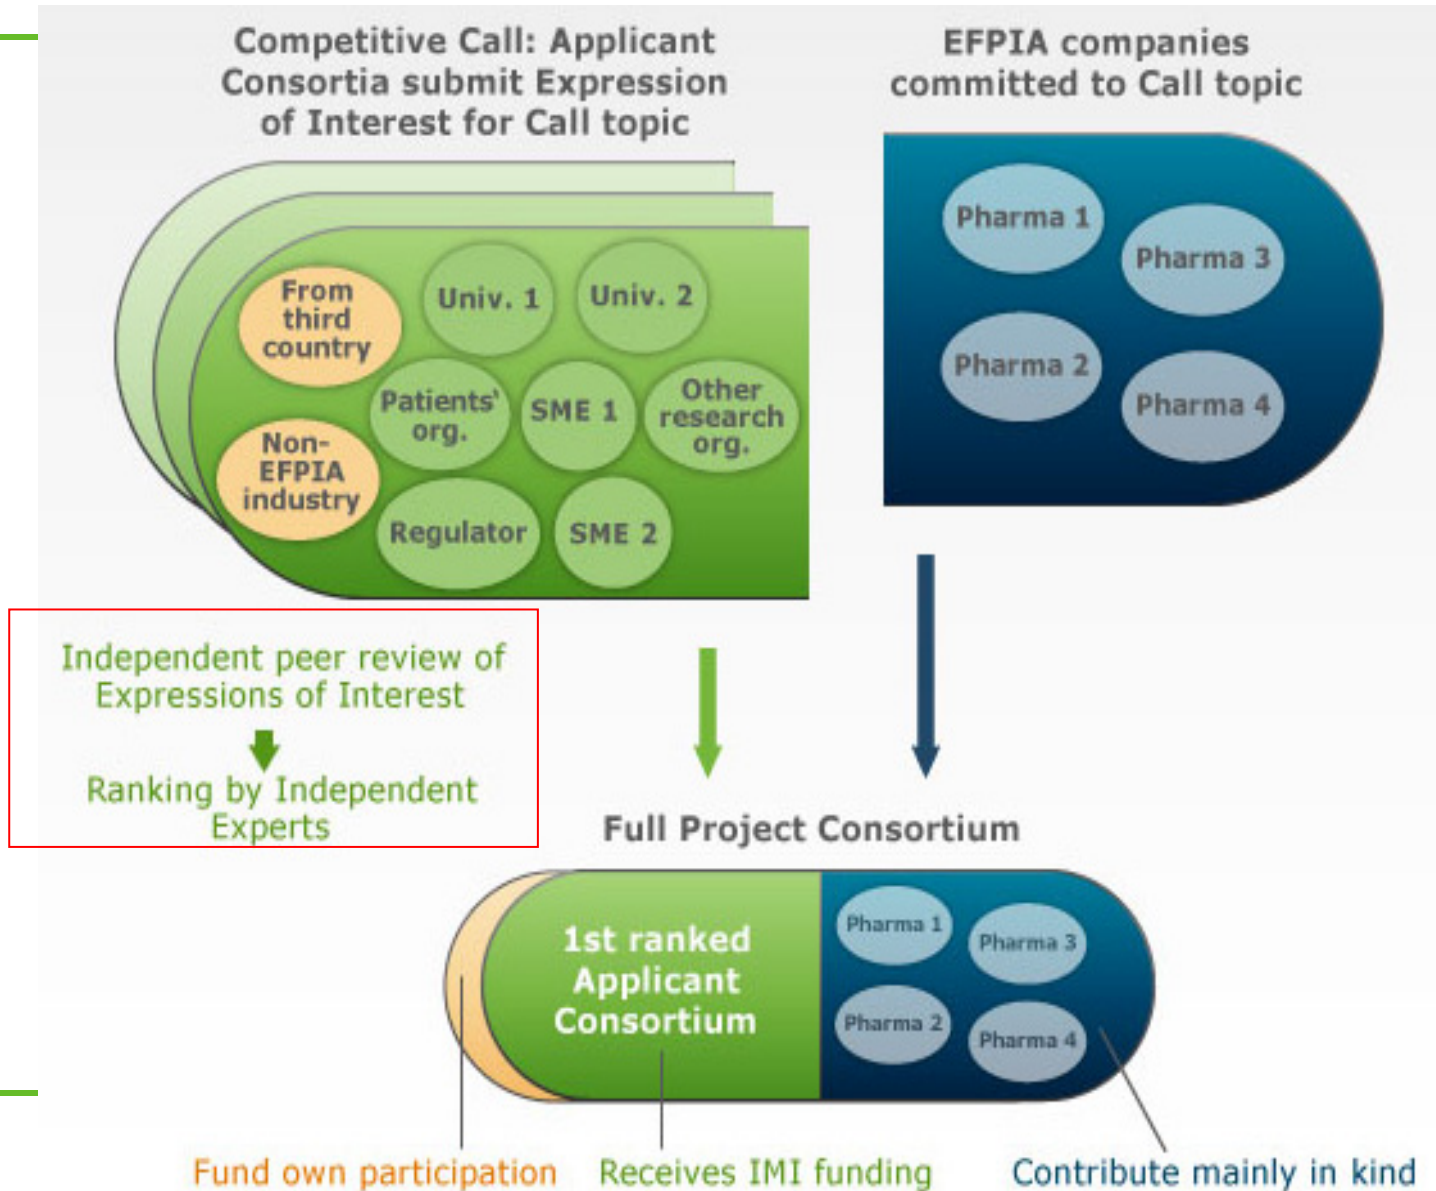 Competitive Call: Applicant
Consortia submit Expression
of Interest for Call topic
EFPIA companies
committed to Call topic
From
third
country
Univ. 1
Univ. 2
Patients'
org.
SME 1
Other
research
org.
Non-
EFPIA
industry
Regulator
SME 2
Pharma 1
Pharma 3
Pharma 2
Pharma 4
Independent peer review of
Expressions of Interest
Ranking by Independent
Experts
Full Project Consortium
1st ranked
Applicant
Consortium
Pharma 1
Pharma 3
Pharma 2
Pharma 4
Fund own participation
Receives IMI funding
Contribute mainly in kind